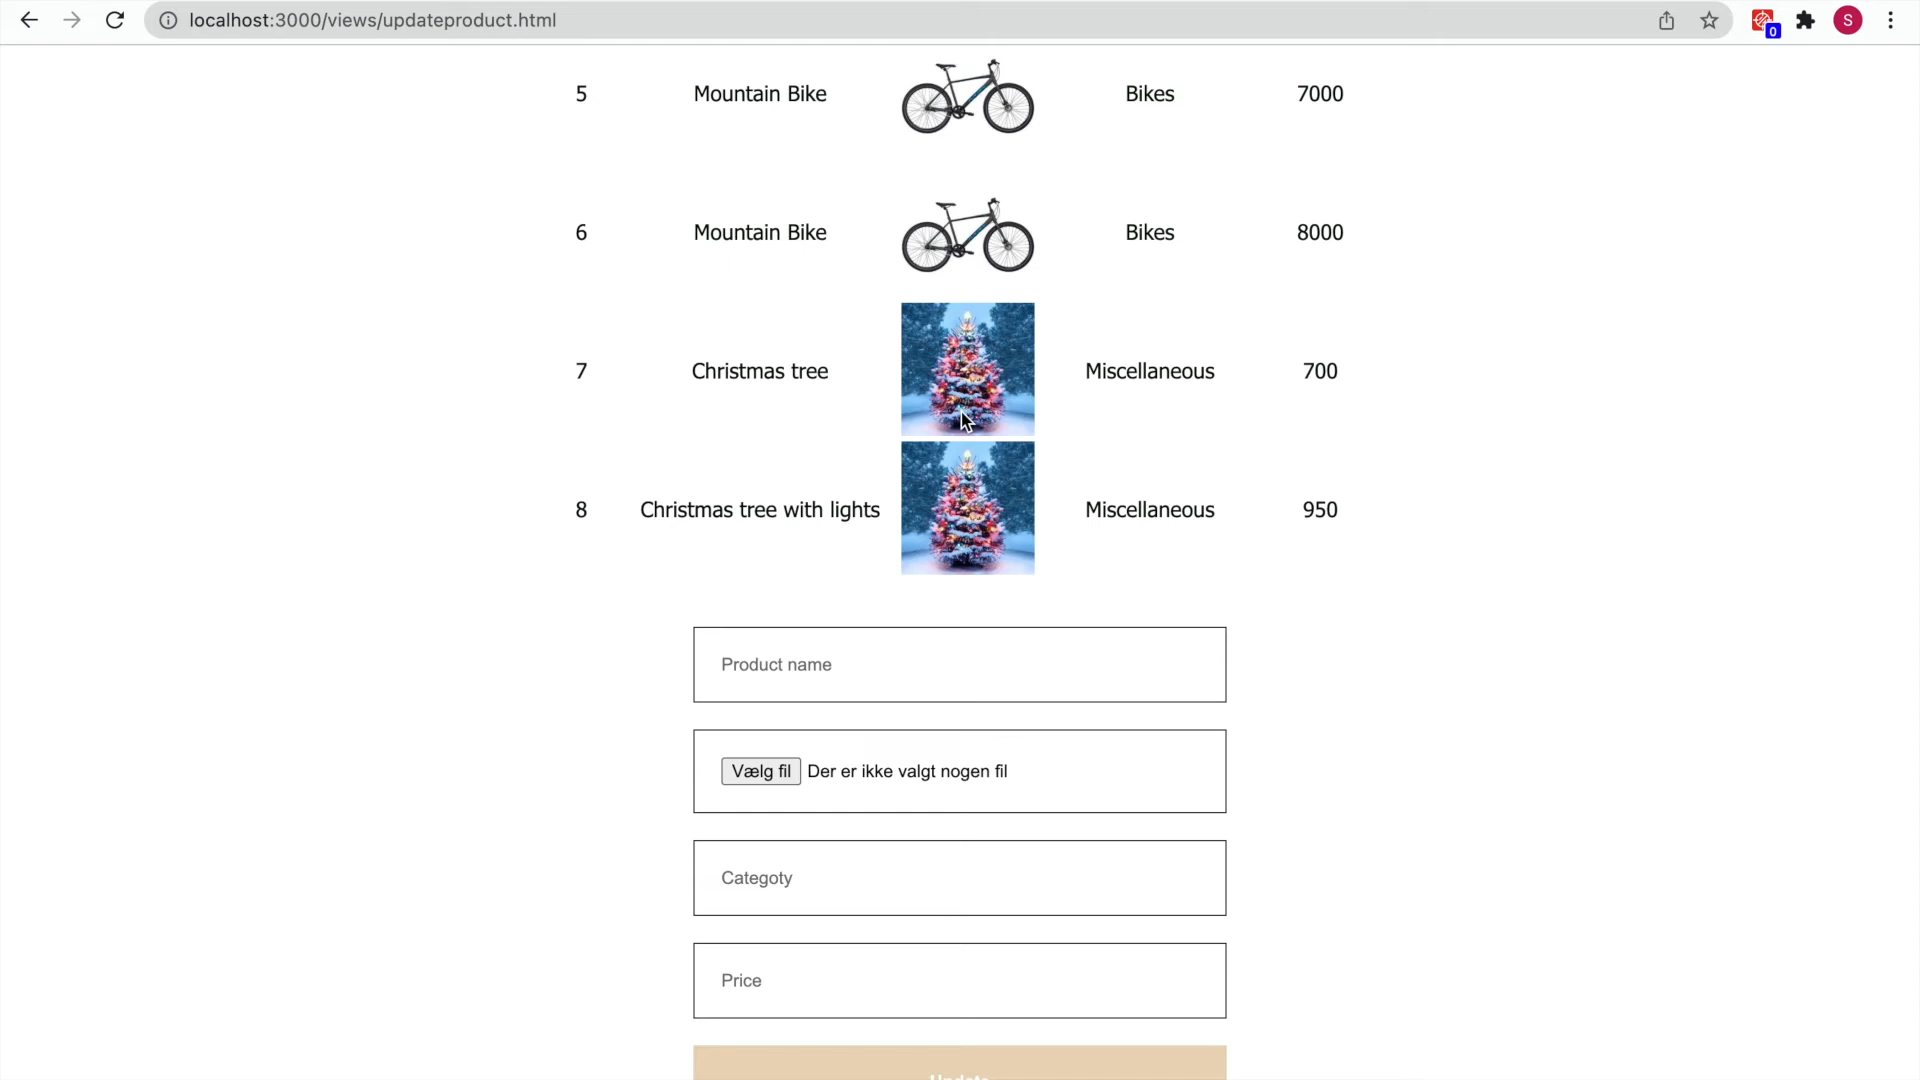 localhost:3000/views/updateproduct.html
0
S
5 Mountain Bike Bikes 7000
6 Mountain Bike Bikes 8000
7 Christmas tree Miscellaneous 700
8 Christmas tree with lights Miscellaneous 950
Product name
Vælg fil Der er ikke valgt nogen fil
Categoty
Price
Update